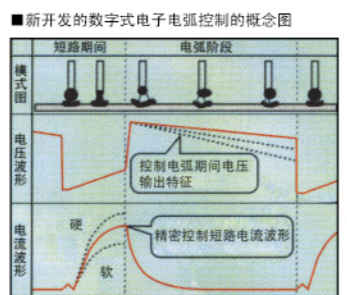 ■新开发的数字式电子电弧控制的概念图
短路期间
电弧阶段
模式图
电压波形
控制电弧期间电压
输出特征
电流波形
硬
精密控制短路电流波形
软